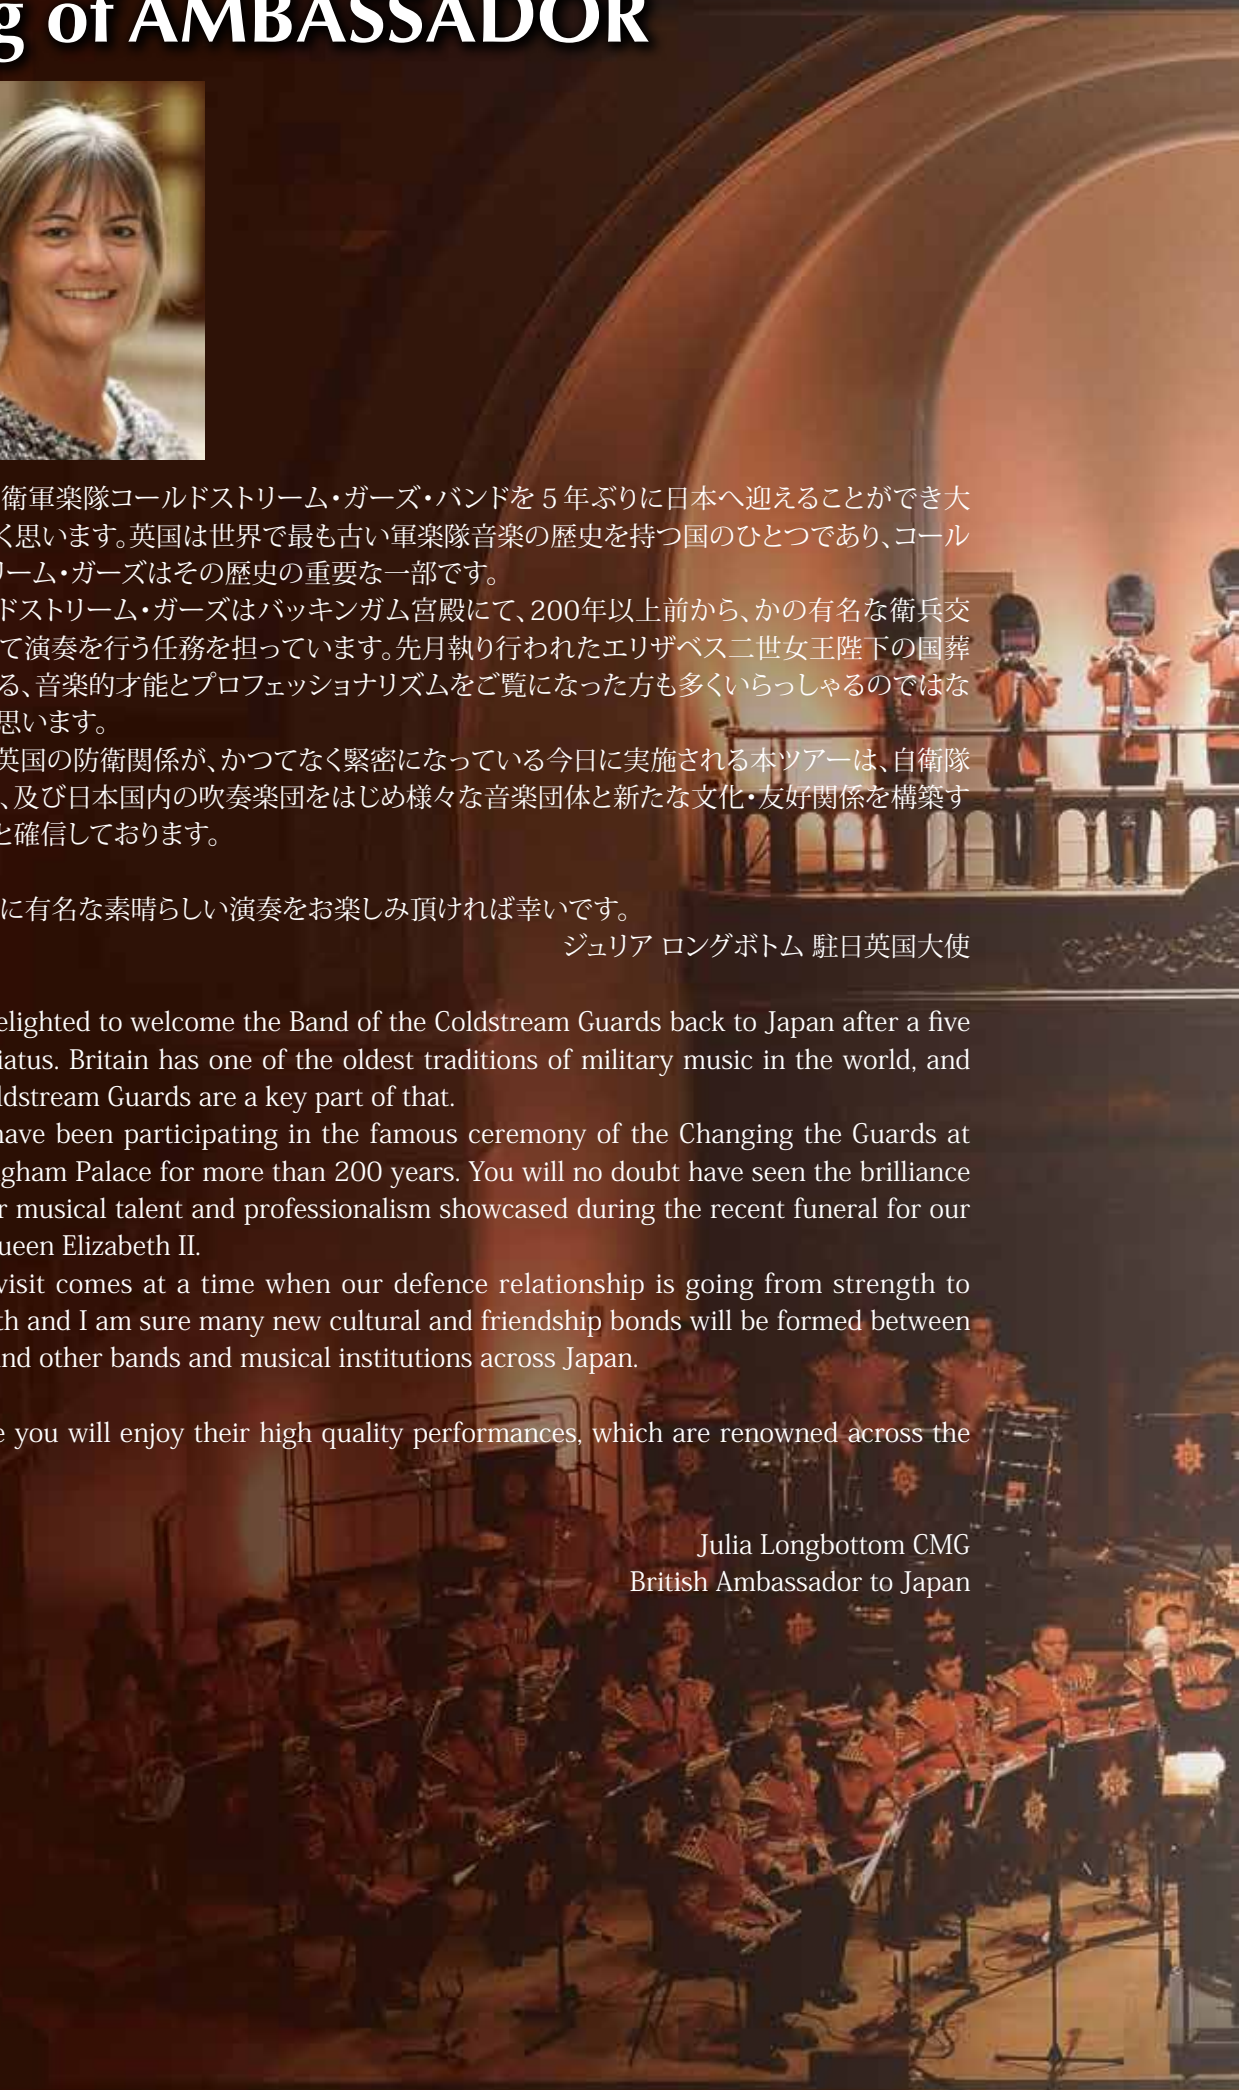 g of AMBASSADOR
衛軍楽隊コールドストリーム・ガーズ・バンドを5年ぶりに日本へ迎えることができ大
く思います。英国は世界で最も古い軍楽隊音楽の歴史を持つ国のひとつであり、コール
リーム・ガーズはその歴史の重要な一部です。
ドストリーム・ガーズはバッキンガム宮殿にて、200年以上前から、かの有名な衛兵交
て演奏を行う任務を担っています。先月執り行われたエリザベス二世女王陛下の国葬
る、音楽的才能とプロフェッショナリズムをご覧になった方も多くいらっしゃるのではな
思います。
英国の防衛関係が、かつてなく緊密になっている今日に実施される本ツアーは、自衛隊
、及び日本国内の吹奏楽団をはじめ様々な音楽団体と新たな文化・友好関係を構築す
と確信しております。
に有名な素晴らしい演奏をお楽しみ頂ければ幸いです。
ジュリア ロングボトム 駐日英国大使
elighted to welcome the Band of the Coldstream Guards back to Japan after a five
iatus. Britain has one of the oldest traditions of military music in the world, and
ldstream Guards are a key part of that.
have been participating in the famous ceremony of the Changing the Guards at
gham Palace for more than 200 years. You will no doubt have seen the brilliance
r musical talent and professionalism showcased during the recent funeral for our
ueen Elizabeth II.
visit comes at a time when our defence relationship is going from strength to
th and I am sure many new cultural and friendship bonds will be formed between
nd other bands and musical institutions across Japan.
e you will enjoy their high quality performances, which are renowned across the
Julia Longbottom CMG
British Ambassador to Japan